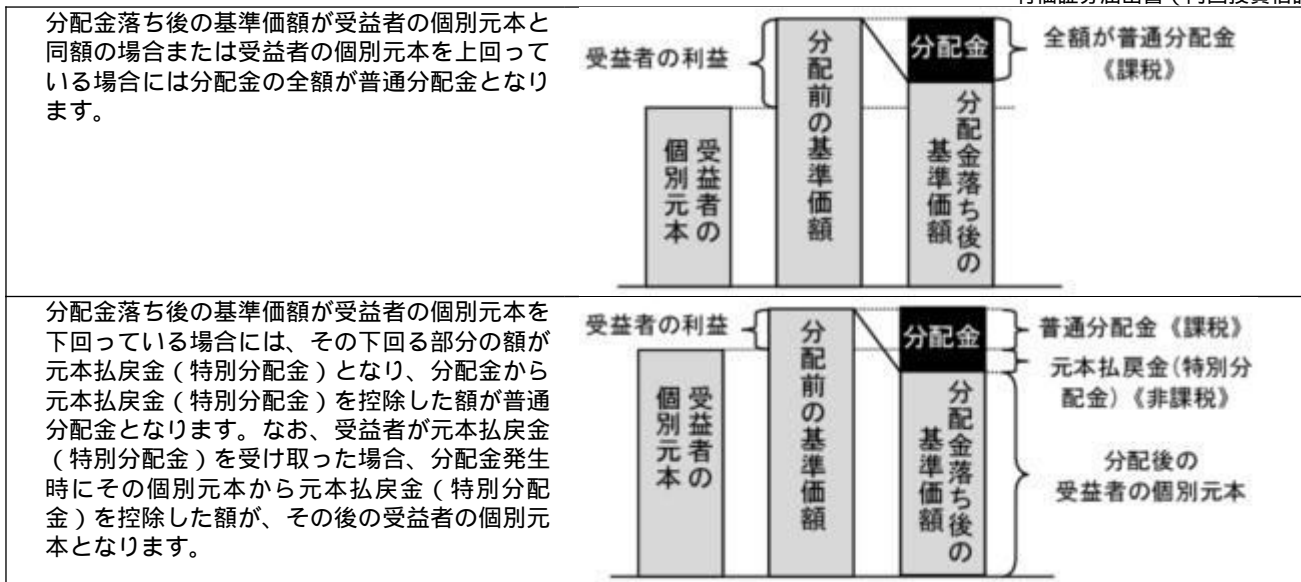 分配金落ち後の基準価額が受益者の個別元本と
同額の場合または受益者の個別元本を上回って
いる場合には分配金の全額が普通分配金となり
ます。
受益者の利益
受益者の
個別元本
分配前の基準価額
分配金
分配金落ち後の
基準価額
全額が普通分配金
《課税》
分配金落ち後の基準価額が受益者の個別元本を
下回っている場合には、その下回る部分の額が
元本払戻金（特別分配金）となり、分配金から
元本払戻金（特別分配金）を控除した額が普通
分配金となります。なお、受益者が元本払戻金
（特別分配金）を受け取った場合、分配金発生
時にその個別元本から元本払戻金（特別分配
金）を控除した額が、その後の受益者の個別元
本となります。
受益者の利益
受益者の
個別元本
分配前の基準価額
分配金
分配金落ち後の
基準価額
普通分配金《課税》
元本払戻金(特別分
配金)《非課税》
分配後の
受益者の個別元本